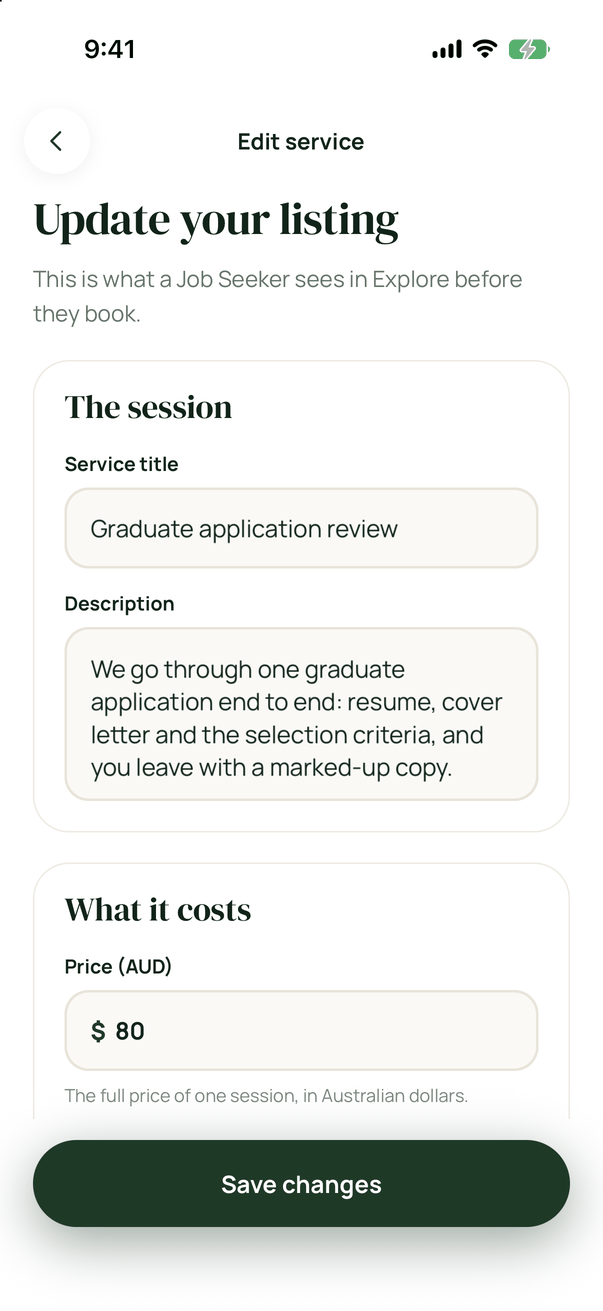 9:41
Edit service
Update your listing
This is what a Job Seeker sees in Explore before
they book.
The session
Service title
Graduate application review
Description
We go through one graduate
application end to end: resume, cover
letter and the selection criteria, and
you leave with a marked-up copy.
What it costs
Price (AUD)
$ 80
The full price of one session, in Australian dollars.
Save changes